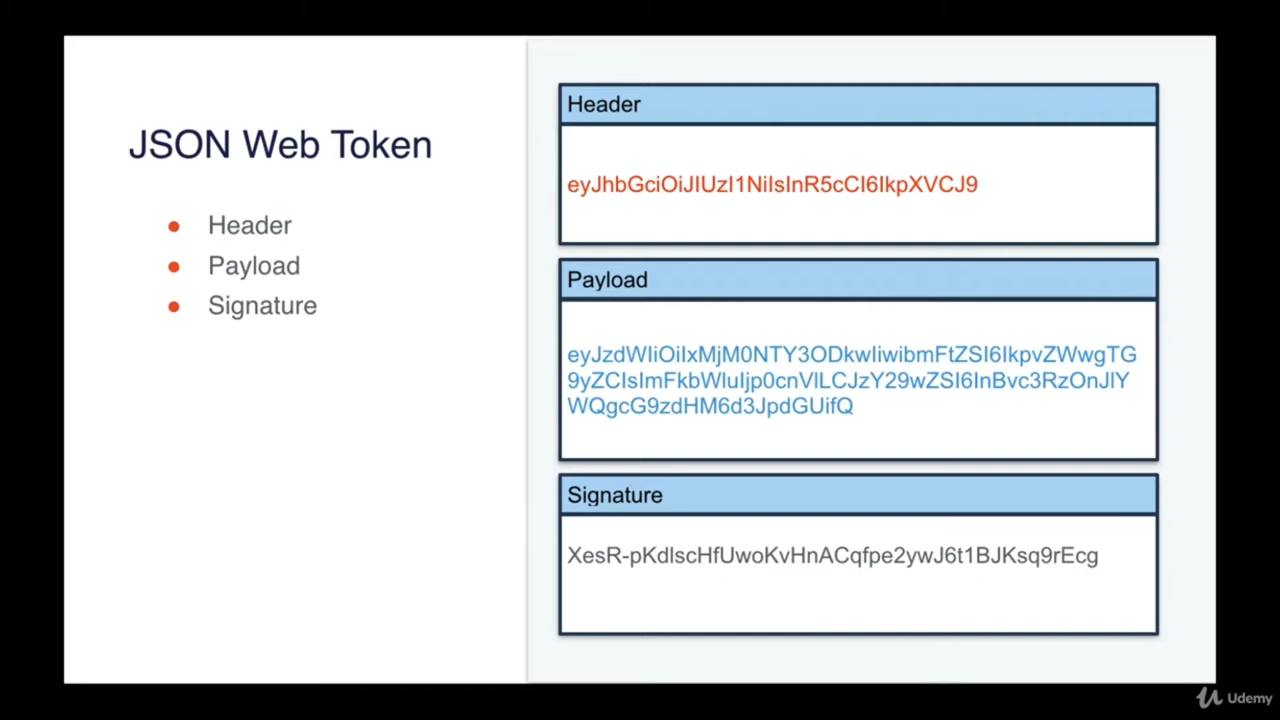 JSON Web Token
Header
Payload
Signature
Header
eyJhbGciOiJIUzI1NiIsInR5cCI6IkpXVCJ9
Payload
eyJzdWIiOiIxMjM0NTY3ODkwIiwibmFtZSI6IkpvZWwgTG
9yZCIsImFkbWluIjp0cnVlLCJzY29wZSI6InBvc3RzOnJlY
WQgcG9zdHM6d3JpdGUifQ
Signature
XesR-pKdlscHfUwoKvHnACqfpe2ywJ6t1BJKsq9rEcg
Udemy